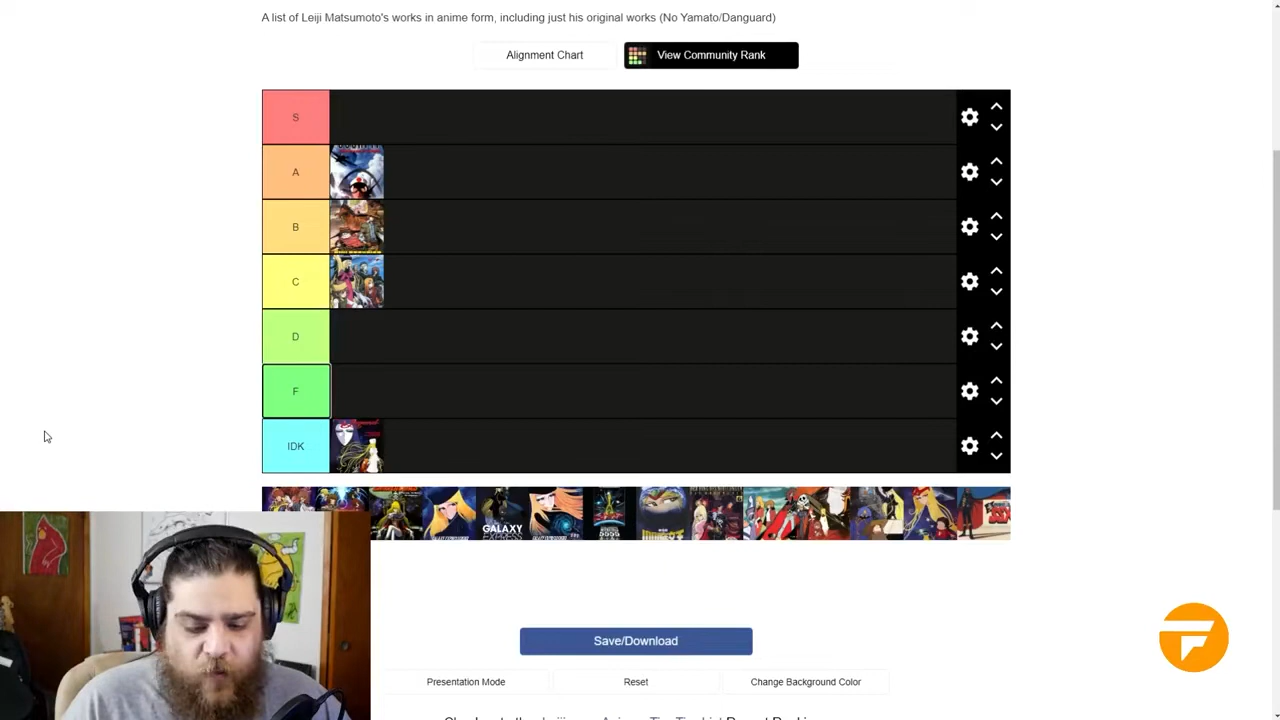 A list of Leiji Matsumoto's works in anime form, including just his original works (No Yamato/Danguard)
Alignment Chart
View Community Rank
S
A
B
C
D
F
IDK
GALAXY
EXPRESS
Save/Download
Presentation Mode
Reset
Change Background Color